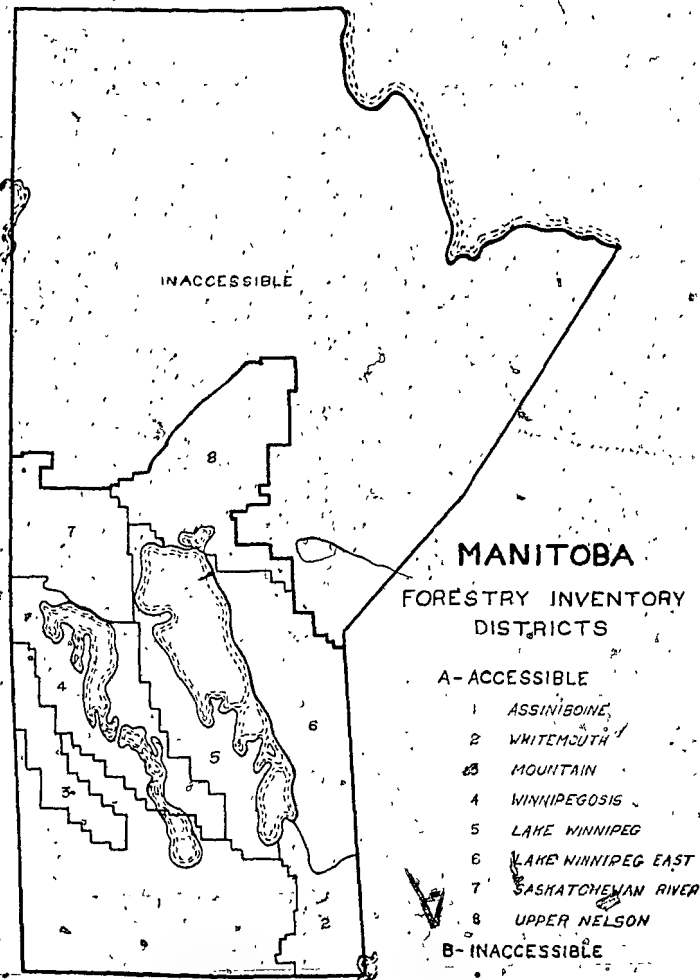 INACCESSIBLE
8
7
MANITOBA
FORESTRY INVENTORY
DISTRICTS
A-ACCESSIBLE
1 ASSINIBOINE
2 WHITEMOUTH
3 MOUNTAIN
4 WINNIPEGOSIS
5 LAKE WINNIPEG
6 LAKE WINNIPEG EAST
7 SASKATCHEWAN RIVER
8 UPPER NELSON
B-INACCESSIBLE
4
6
5
3
2